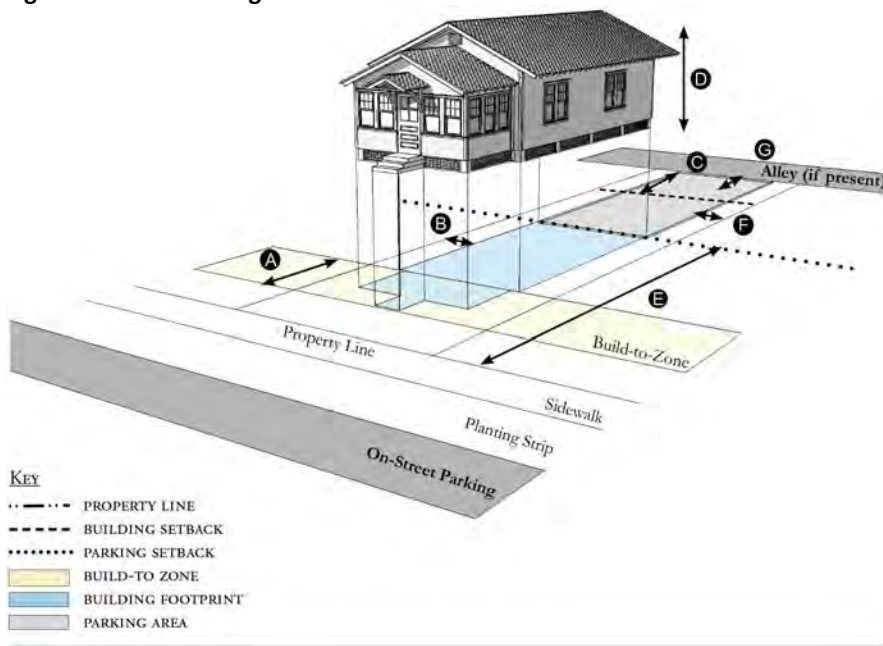 D
G
C
Alley (if present)
B
F
A
E
Property Line
Build-to-Zone
Sidewalk
Planting Strip
On-Street Parking
KEY
PROPERTY LINE
BUILDING SETBACK
PARKING SETBACK
BUILD-TO ZONE
BUILDING FOOTPRINT
PARKING AREA